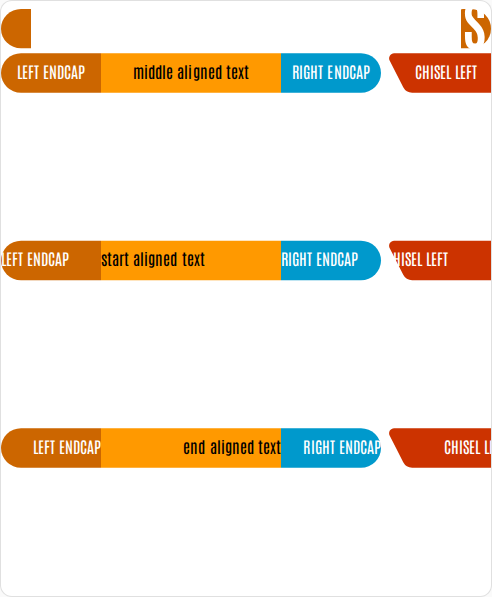 S
LEFT ENDCAP middle aligned text RIGHT ENDCAP CHISEL LEFT
LEFT ENDCAP start aligned text RIGHT ENDCAP HISEL LEFT
LEFT ENDCAP end aligned text RIGHT ENDCAP CHISEL L